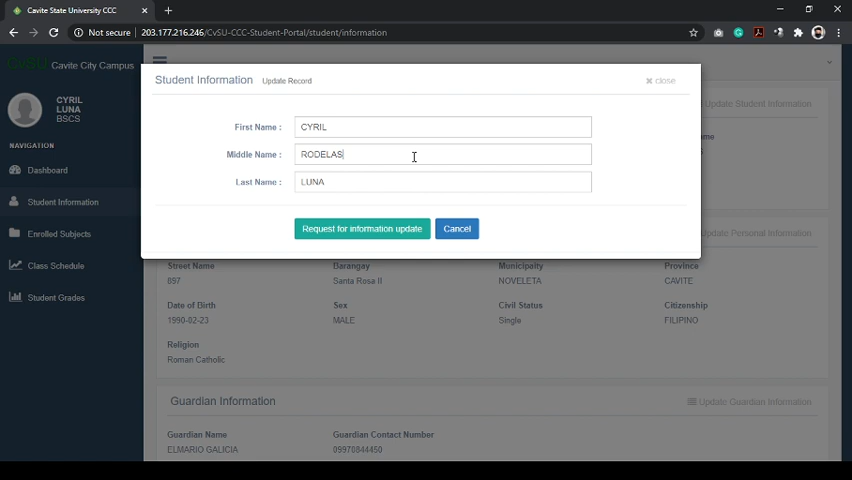 Cavite State University CCC
Not secure | 203.177.216.246/CvSU-CCC-Student-Portal/student/information
CvSU Cavite City Campus
CYRIL
LUNA
BSCS
NAVIGATION
Dashboard
Student Information
Enrolled Subjects
Class Schedule
Student Grades
Student Information Update Record
close
First Name : CYRIL
Middle Name : RODELAS
Last Name : LUNA
Request for information update Cancel
Update Student Information
Update Personal Information
Street Name Barangay Municipality Province
897 Santa Rosa II NOVELETA CAVITE
Date of Birth Sex Civil Status Citizenship
1990-02-23 MALE Single FILIPINO
Religion
Roman Catholic
Guardian Information Update Guardian Information
Guardian Name Guardian Contact Number
ELMARIO GALICIA 09970844450